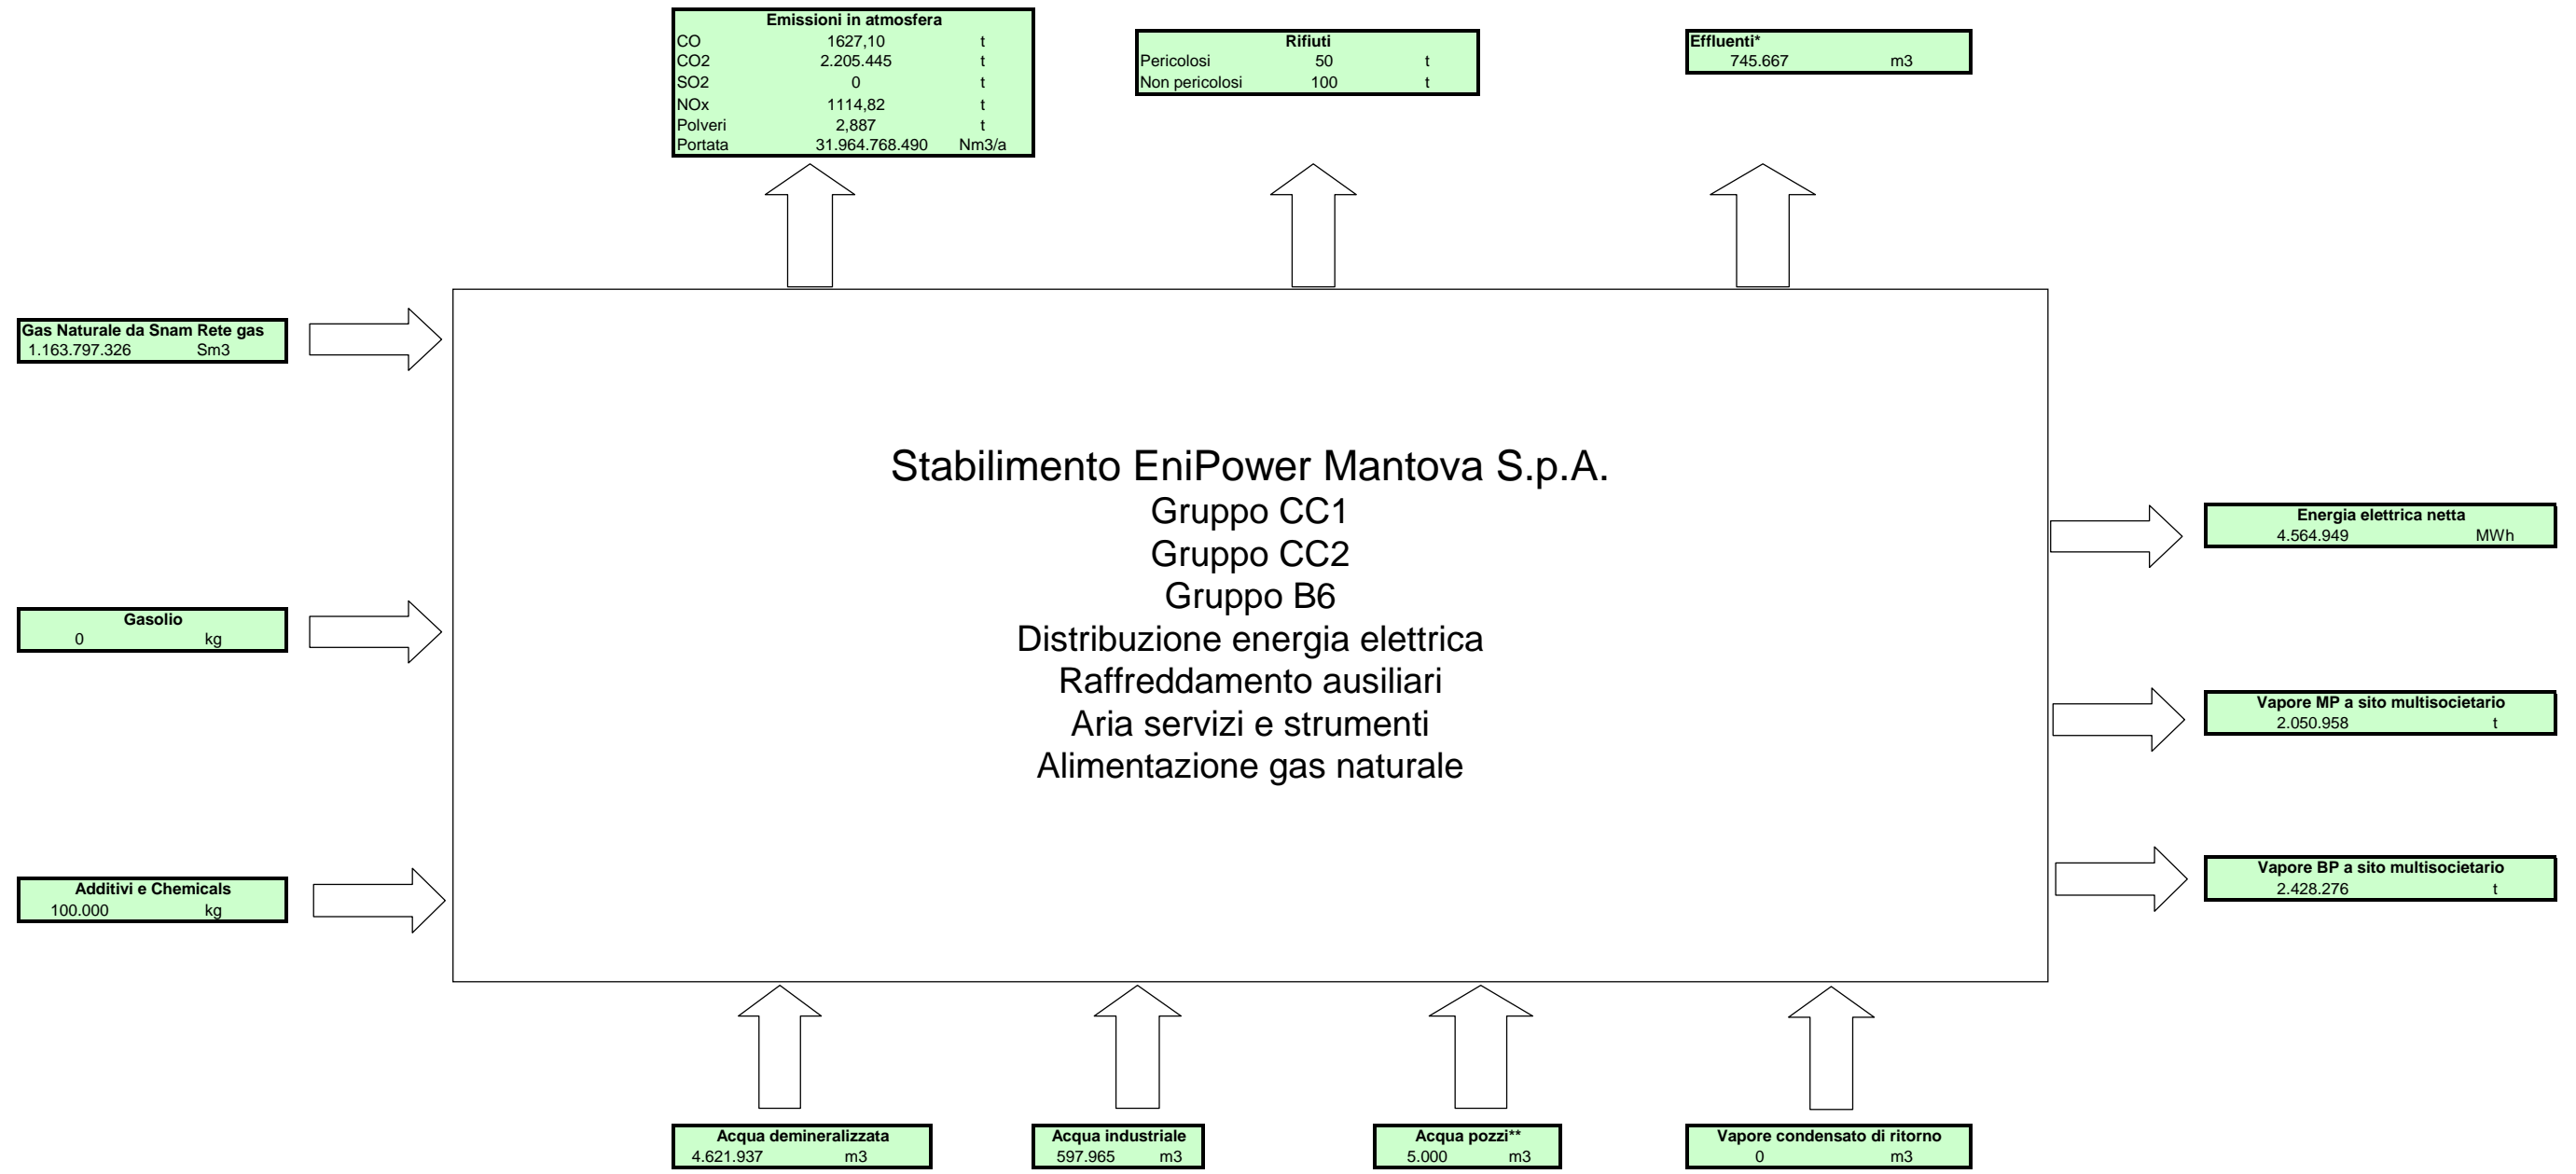 Emissioni in atmosfera
CO 1627,10 t
CO2 2.205.445 t
SO2 0 t
NOx 1114,82 t
Polveri 2,887 t
Portata 31.964.768.490 Nm3/a
Rifiuti
Pericolosi 50 t
Non pericolosi 100 t
Effluenti*
745.667 m3
Gas Naturale da Snam Rete gas
1.163.797.326 Sm3
Gasolio
0 kg
Additivi e Chemicals
100.000 kg
Stabilimento EniPower Mantova S.p.A.
Gruppo CC1
Gruppo CC2
Gruppo B6
Distribuzione energia elettrica
Raffreddamento ausiliari
Aria servizi e strumenti
Alimentazione gas naturale
Energia elettrica netta
4.564.949 MWh
Vapore MP a sito multisocietario
2.050.958 t
Vapore BP a sito multisocietario
2.428.276 t
Acqua demineralizzata
4.621.937 m3
Acqua industriale
597.965 m3
Acqua pozzi**
5.000 m3
Vapore condensato di ritorno
0 m3